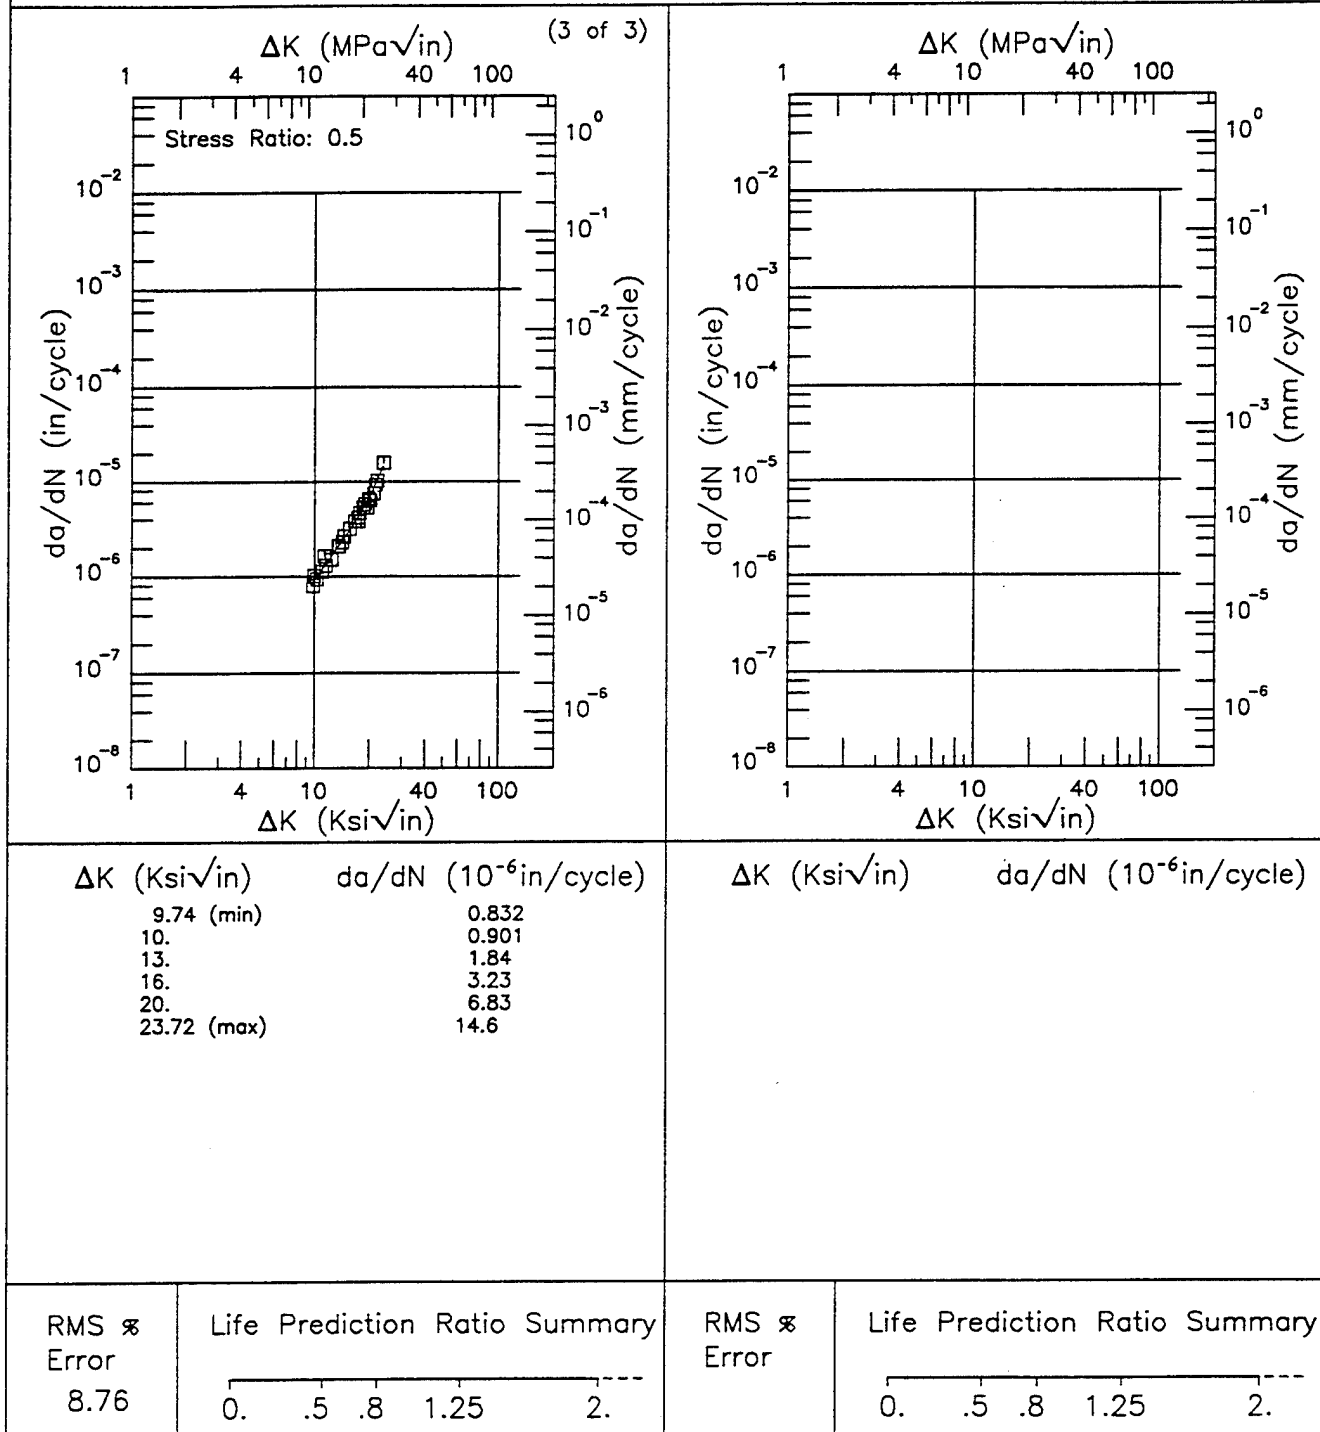 (3 of 3)
ΔK (MPa√in)
1 4 10 40 100
Stress Ratio: 0.5
da/dN (in/cycle)
10⁻²
10⁻³
10⁻⁴
10⁻⁵
10⁻⁶
10⁻⁷
10⁻⁸
10⁰
10⁻¹
10⁻²
10⁻³
10⁻⁴
10⁻⁵
10⁻⁶
da/dN (mm/cycle)
1 4 10 40 100
ΔK (Ksi√in)
ΔK (MPa√in)
1 4 10 40 100
da/dN (in/cycle)
10⁻²
10⁻³
10⁻⁴
10⁻⁵
10⁻⁶
10⁻⁷
10⁻⁸
10⁰
10⁻¹
10⁻²
10⁻³
10⁻⁴
10⁻⁵
10⁻⁶
da/dN (mm/cycle)
1 4 10 40 100
ΔK (Ksi√in)
ΔK (Ksi√in) da/dN (10⁻⁶in/cycle)
9.74 (min) 0.832
10. 0.901
13. 1.84
16. 3.23
20. 6.83
23.72 (max) 14.6
ΔK (Ksi√in) da/dN (10⁻⁶in/cycle)
RMS %
Error
8.76
Life Prediction Ratio Summary
0. .5 .8 1.25 2.
RMS %
Error
Life Prediction Ratio Summary
0. .5 .8 1.25 2.